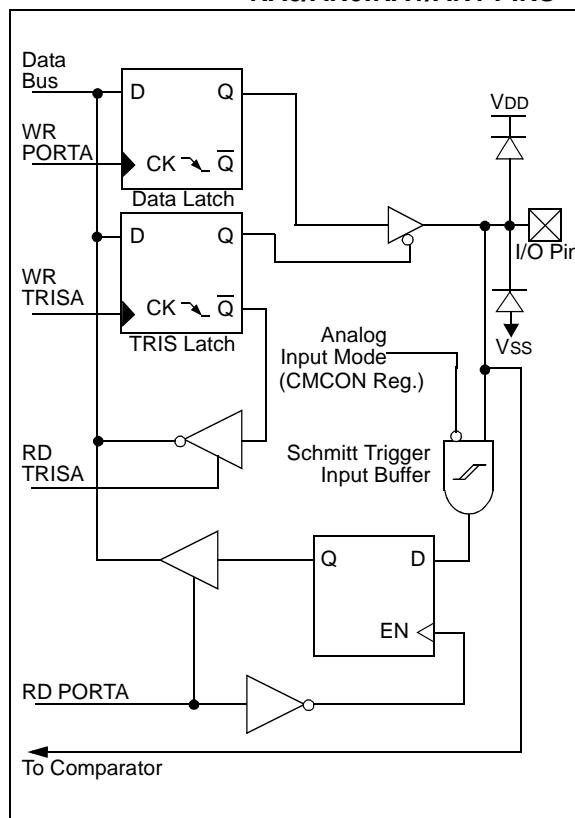 Data
Bus
D
Q
VDD
WR
PORTA
CK
Q
Data Latch
D
Q
I/O Pin
WR
TRISA
CK
Q
TRIS Latch
Analog
Input Mode
(CMCON Reg.)
VSS
RD
TRISA
Schmitt Trigger
Input Buffer
Q
D
EN
RD PORTA
To Comparator